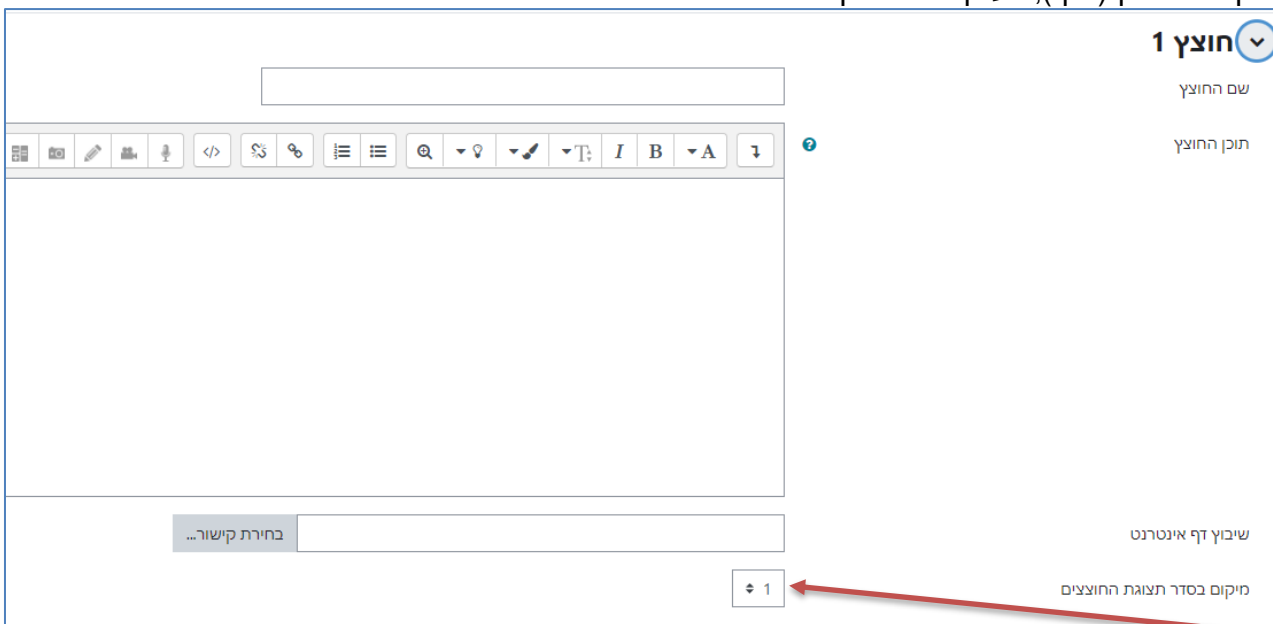 חוצץ 1
שם החוצץ
תוכן החוצץ
A B I T </>
שיבוץ דף אינטרנט
בחירת קישור...
מיקום בסדר תצוגת החוצצים
1